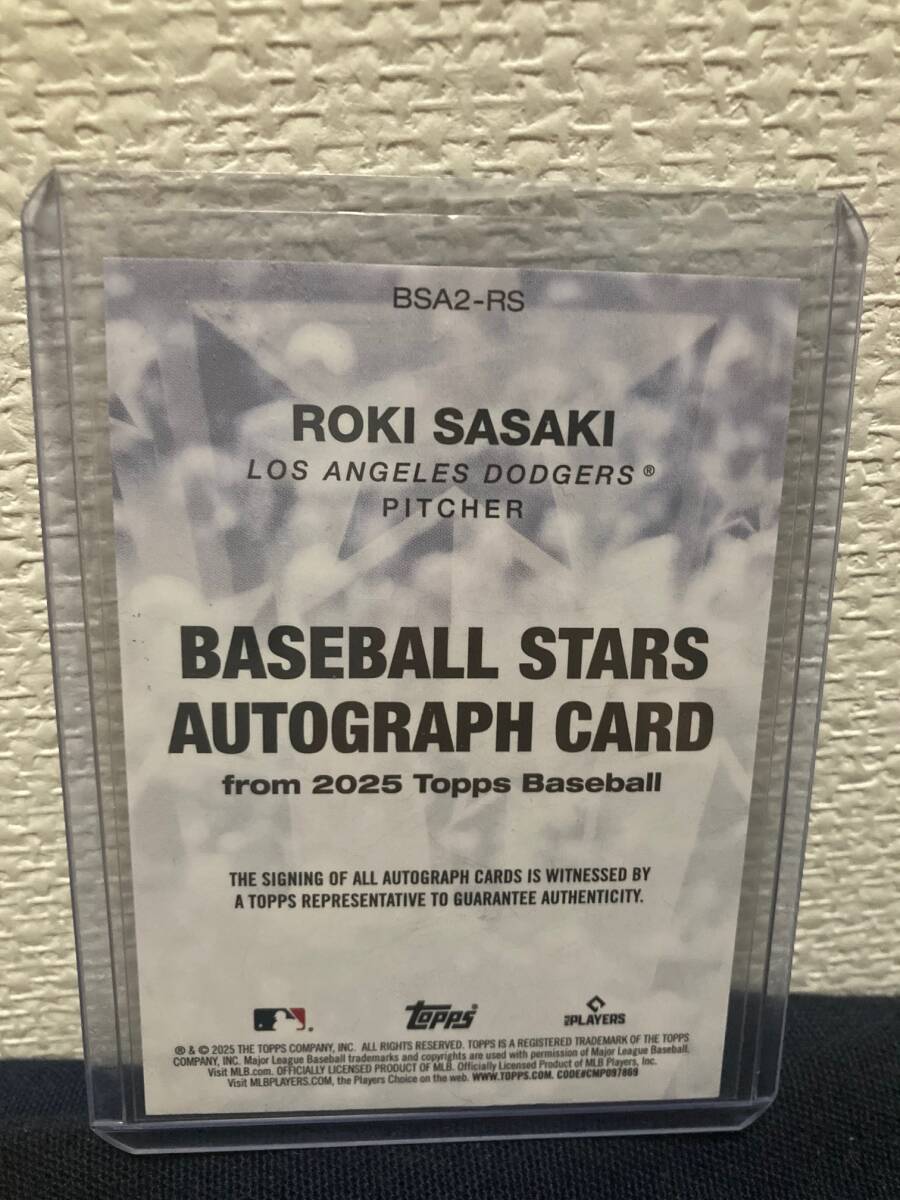 BSA2-RS
ROKI SASAKI
LOS ANGELES DODGERS®
PITCHER
BASEBALL STARS
AUTOGRAPH CARD
from 2025 Topps Baseball
THE SIGNING OF ALL AUTOGRAPH CARDS IS WITNESSED BY
A TOPPS REPRESENTATIVE TO GUARANTEE AUTHENTICITY.
topps®
MLB PLAYERS
® & © 2025 THE TOPPS COMPANY, INC. ALL RIGHTS RESERVED. TOPPS IS A REGISTERED TRADEMARK OF THE TOPPS
COMPANY, INC. Major League Baseball trademarks and copyrights are used with permission of Major League Baseball.
Visit MLB.com. OFFICIALLY LICENSED PRODUCT OF MLB. Officially Licensed Product of MLB Players, Inc.
Visit MLBPLAYERS.COM, the Players Choice on the web. WWW.TOPPS.COM. CODE#CMP097869